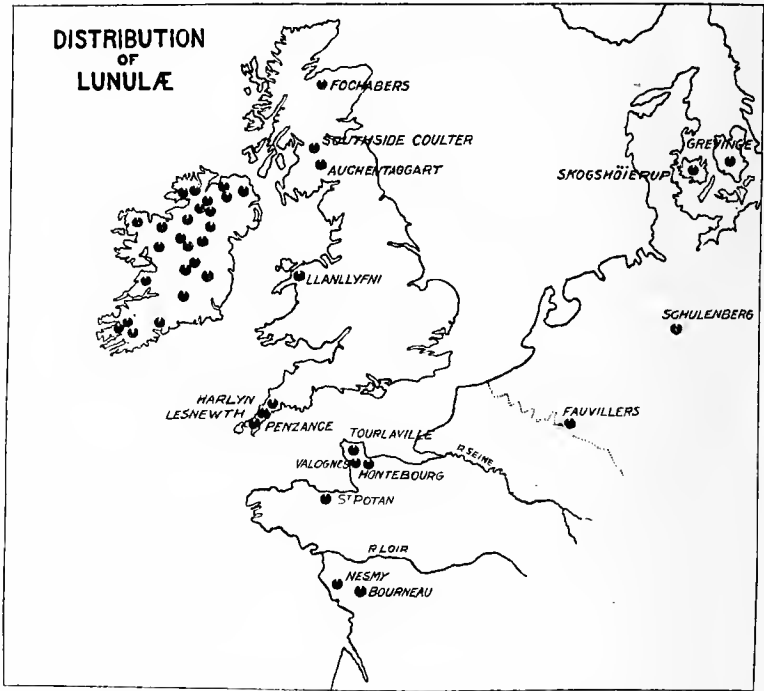 DISTRIBUTION
OF
LUNULÆ
FOCHABERS
SOUTHSIDE COULTER
AUCHENTAGGART
GREVINGE
SKOGSHÖIERUP
LLANLLYFNI
SCHULENBERG
HARLYN
LESNEWTH
PENZANCE
FAUVILLERS
TOURLAVILLE
VALOGNES
MONTEBOURG
R SEINE
ST POTAN
R LOIR
NESMY
BOURNEAU